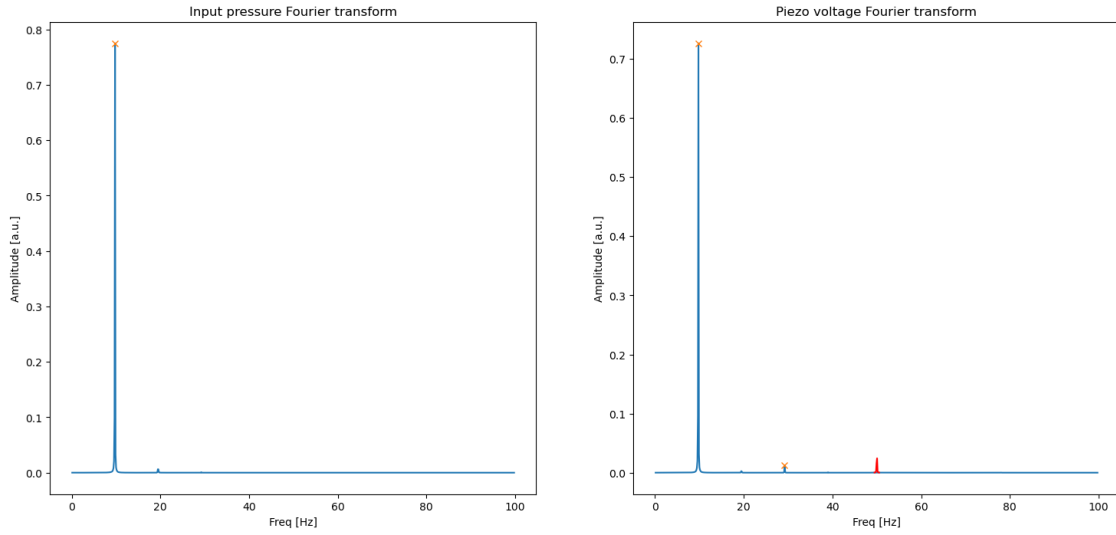 Input pressure Fourier transform
0.8
0.7
0.6
0.5
0.4
0.3
0.2
0.1
0.0
Amplitude [a.u.]
0 20 40 60 80 100
Freq [Hz]
Piezo voltage Fourier transform
0.7
0.6
0.5
0.4
0.3
0.2
0.1
0.0
Amplitude [a.u.]
0 20 40 60 80 100
Freq [Hz]